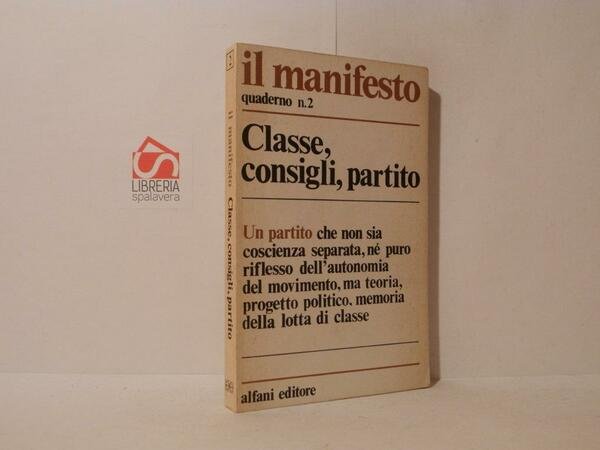 il manifesto
quaderno n.2
Classe,
consigli, partito
Un partito che non sia
coscienza separata, né puro
riflesso dell'autonomia
del movimento, ma teoria,
progetto politico, memoria
della lotta di classe
alfani editore
2
il manifesto Classe, consigli, partito
LIBRERIA
spalavera